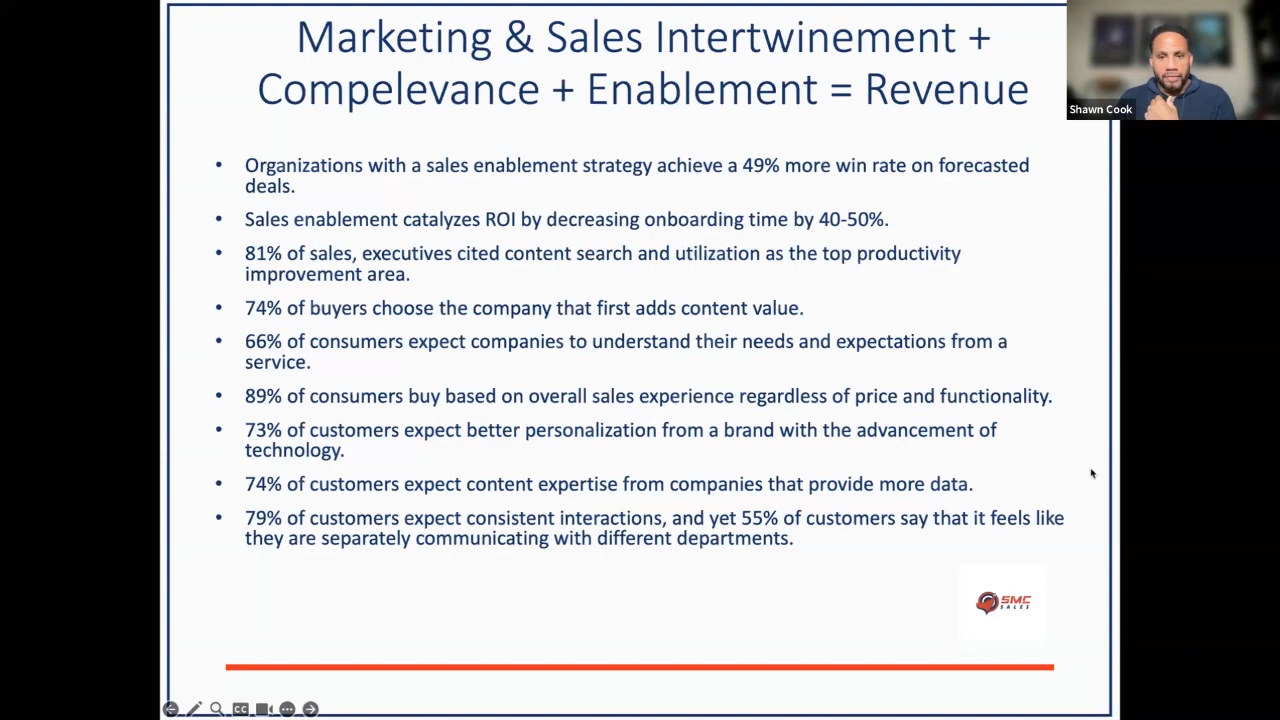 Marketing & Sales Intertwinement +
Compelevance + Enablement = Revenue
Shawn Cook
• Organizations with a sales enablement strategy achieve a 49% more win rate on forecasted
deals.
• Sales enablement catalyzes ROI by decreasing onboarding time by 40-50%.
• 81% of sales, executives cited content search and utilization as the top productivity
improvement area.
• 74% of buyers choose the company that first adds content value.
• 66% of consumers expect companies to understand their needs and expectations from a
service.
• 89% of consumers buy based on overall sales experience regardless of price and functionality.
• 73% of customers expect better personalization from a brand with the advancement of
technology.
• 74% of customers expect content expertise from companies that provide more data.
• 79% of customers expect consistent interactions, and yet 55% of customers say that it feels like
they are separately communicating with different departments.
SMC
SALES
CC